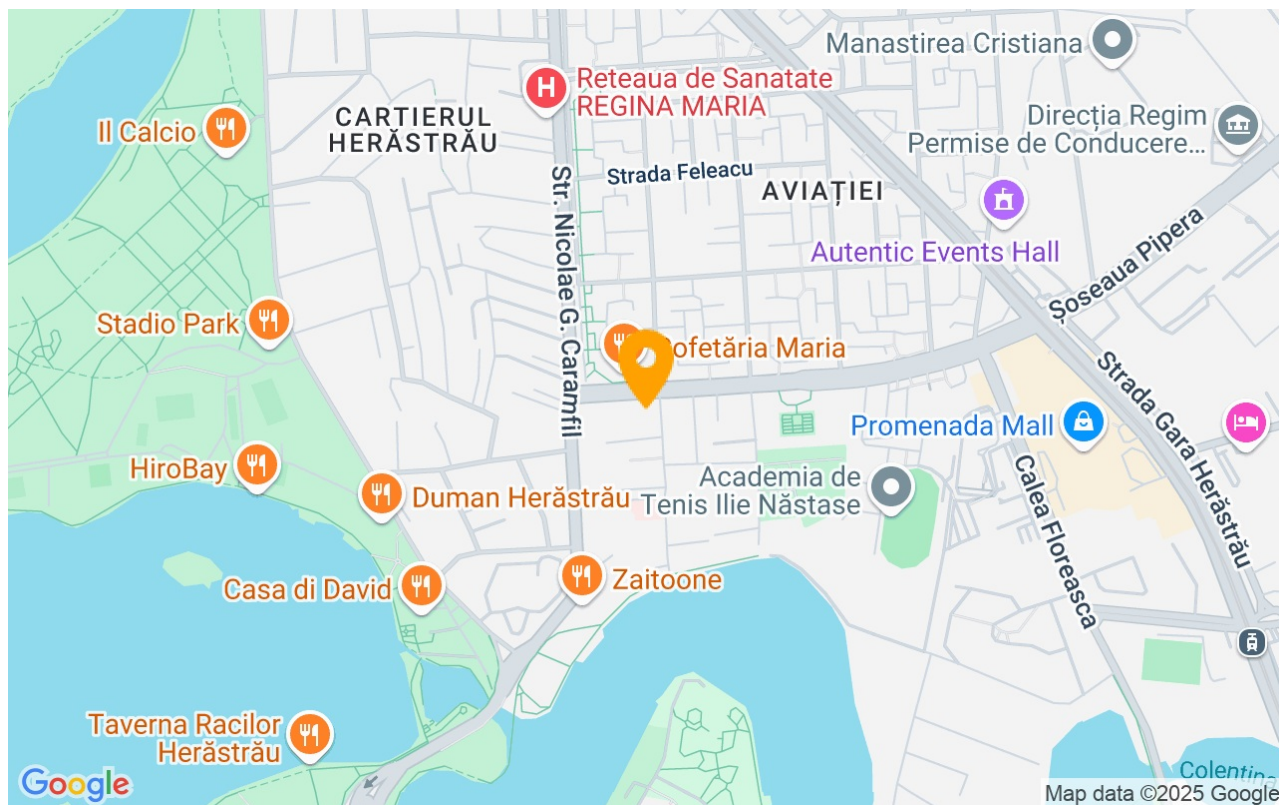 Manastirea Cristiana
Reteaua de Sanatate
REGINA MARIA
Il Calcio
CARTIERUL
HERĂSTRĂU
Direcția Regim
Permise de Conducere...
Strada Feleacu
AVIAȚIEI
Str. Nicolae G. Caramfil
Autentic Events Hall
Șoseaua Pipera
Stadio Park
ofetăria Maria
Strada Gara Herăstrău
Promenada Mall
HiroBay
Duman Herăstrău
Academia de
Tenis Ilie Năstase
Calea Floreasca
Casa di David
Zaitoone
Taverna Racilor
Herăstrău
Colentina
Google
Map data ©2025 Google